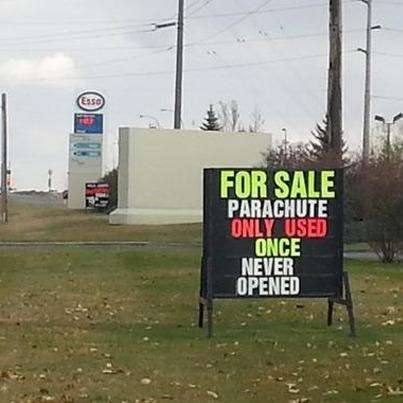 Esso
FOR SALE
PARACHUTE
ONLY USED
ONCE
NEVER
OPENED